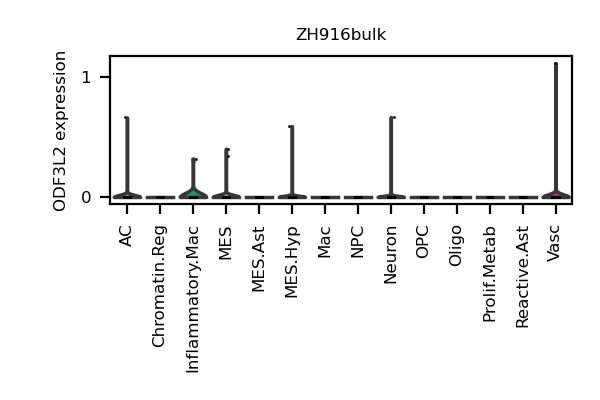 ZH916bulk
ODF3L2 expression
1
0
AC
Chromatin.Reg
Inflammatory.Mac
MES
MES.Ast
MES.Hyp
Mac
NPC
Neuron
OPC
Oligo
Prolif.Metab
Reactive.Ast
Vasc